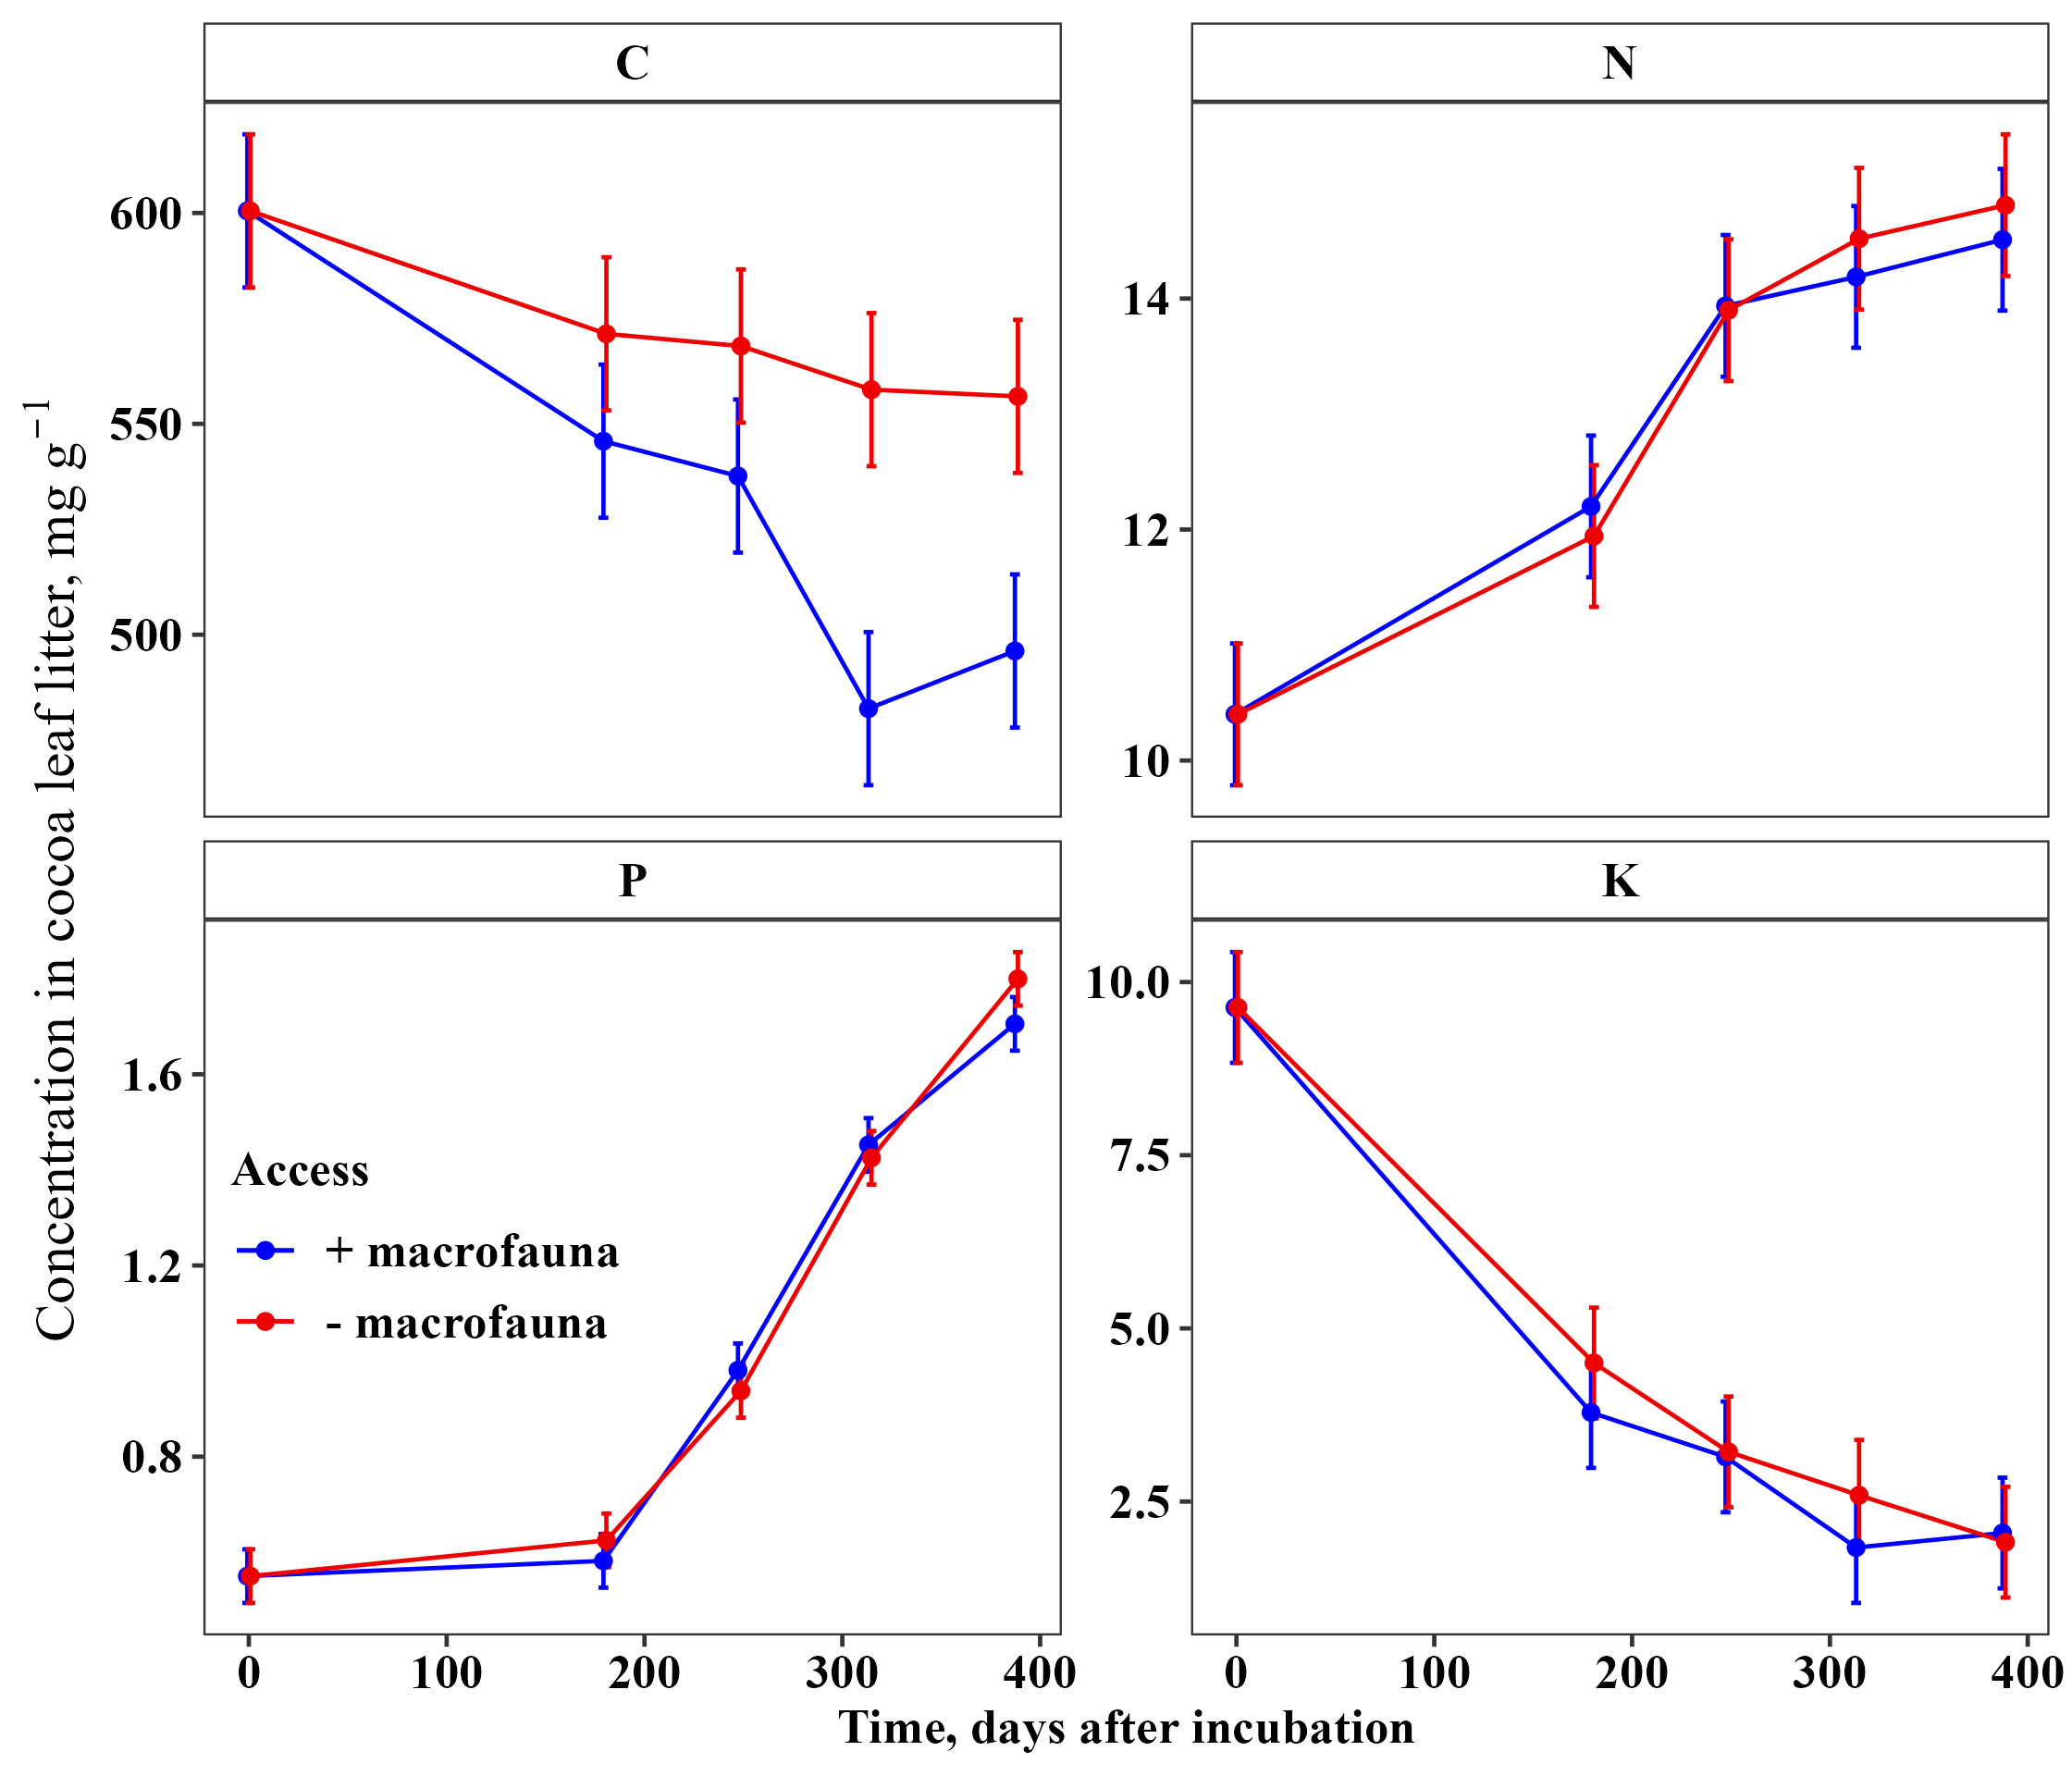 C
N
Concentration in cocoa leaf litter, mg g⁻¹
600
550
500
14
12
10
P
K
1.6
1.2
0.8
Access
+ macrofauna
- macrofauna
10.0
7.5
5.0
2.5
0 100 200 300 400
0 100 200 300 400
Time, days after incubation